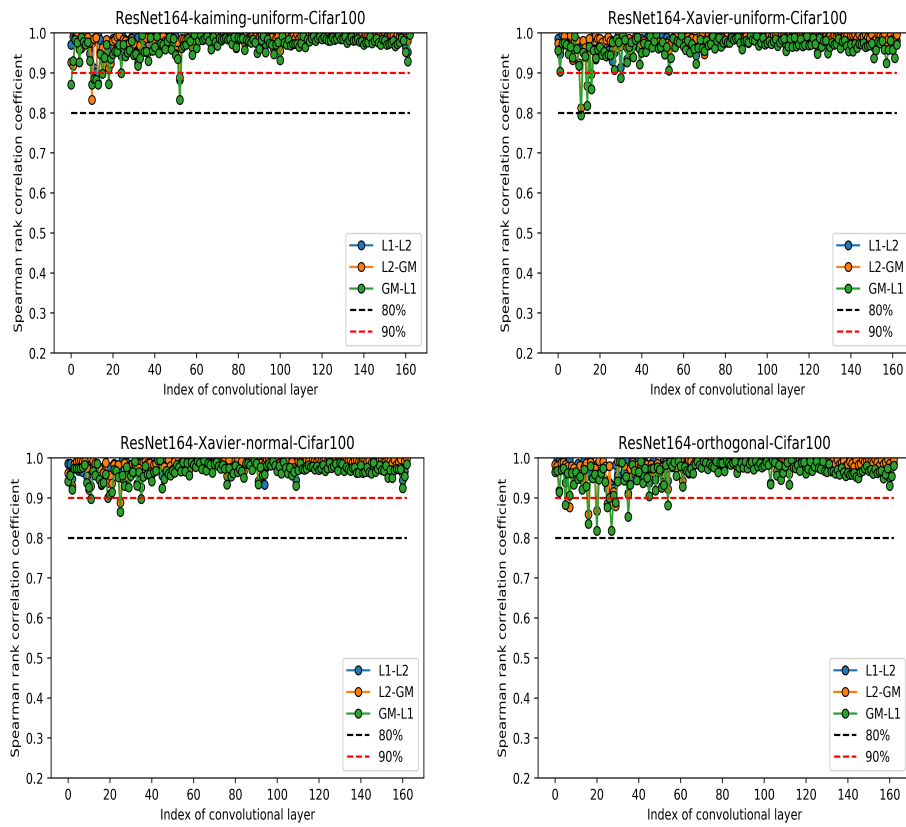 ResNet164-kaiming-uniform-Cifar100
1.0
0.9
0.8
0.7
0.6
0.5
0.4
0.3
0.2
Spearman rank correlation coefficient
L1-L2
L2-GM
GM-L1
80%
90%
0 20 40 60 80 100 120 140 160
Index of convolutional layer
ResNet164-Xavier-uniform-Cifar100
1.0
0.9
0.8
0.7
0.6
0.5
0.4
0.3
0.2
Spearman rank correlation coefficient
L1-L2
L2-GM
GM-L1
80%
90%
0 20 40 60 80 100 120 140 160
Index of convolutional layer
ResNet164-Xavier-normal-Cifar100
1.0
0.9
0.8
0.7
0.6
0.5
0.4
0.3
0.2
Spearman rank correlation coefficient
L1-L2
L2-GM
GM-L1
80%
90%
0 20 40 60 80 100 120 140 160
Index of convolutional layer
ResNet164-orthogonal-Cifar100
1.0
0.9
0.8
0.7
0.6
0.5
0.4
0.3
0.2
Spearman rank correlation coefficient
L1-L2
L2-GM
GM-L1
80%
90%
0 20 40 60 80 100 120 140 160
Index of convolutional layer